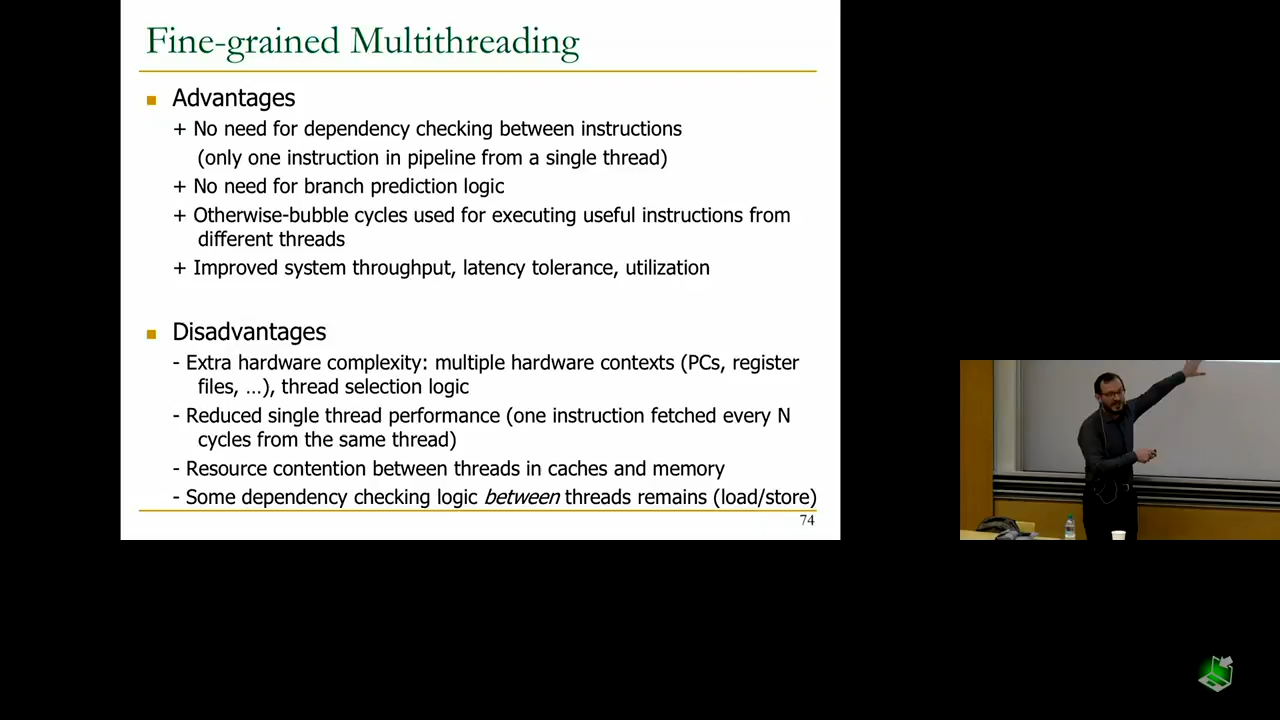 Fine-grained Multithreading
Advantages
+ No need for dependency checking between instructions
(only one instruction in pipeline from a single thread)
+ No need for branch prediction logic
+ Otherwise-bubble cycles used for executing useful instructions from
different threads
+ Improved system throughput, latency tolerance, utilization
Disadvantages
- Extra hardware complexity: multiple hardware contexts (PCs, register
files, …), thread selection logic
- Reduced single thread performance (one instruction fetched every N
cycles from the same thread)
- Resource contention between threads in caches and memory
- Some dependency checking logic between threads remains (load/store)
74